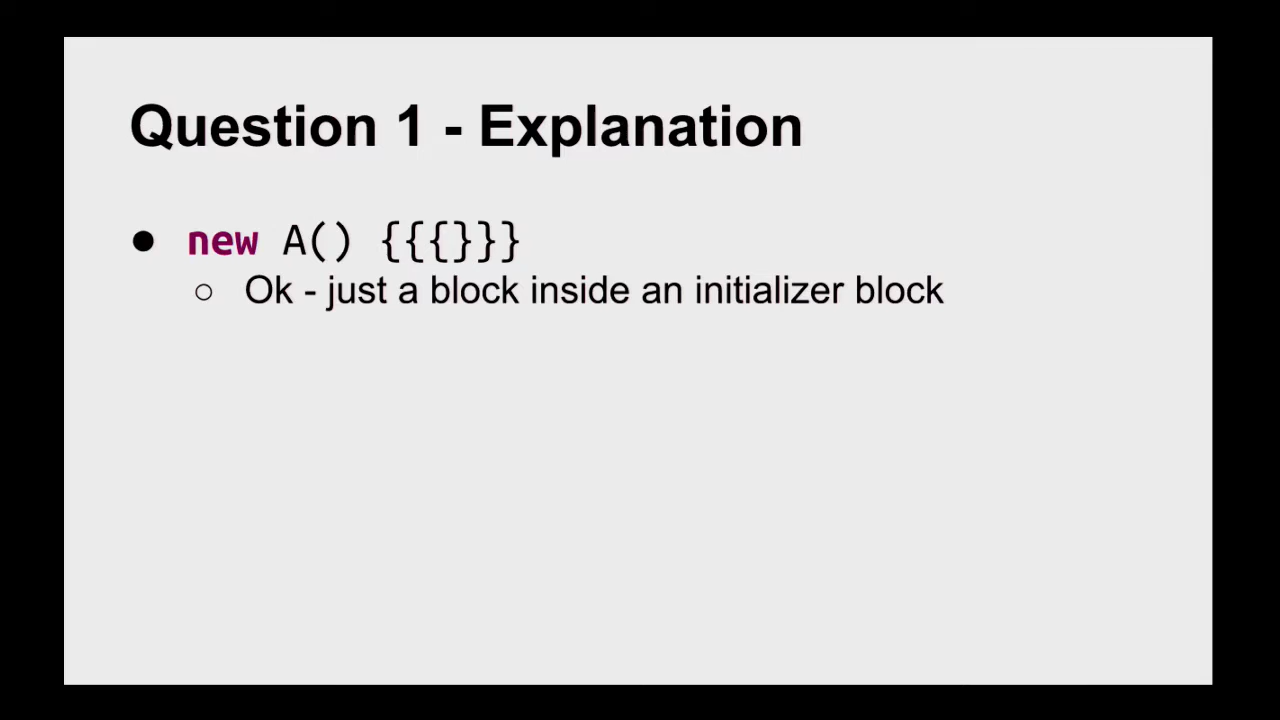 Question 1 - Explanation
● new A() {{{}}}
○ Ok - just a block inside an initializer block